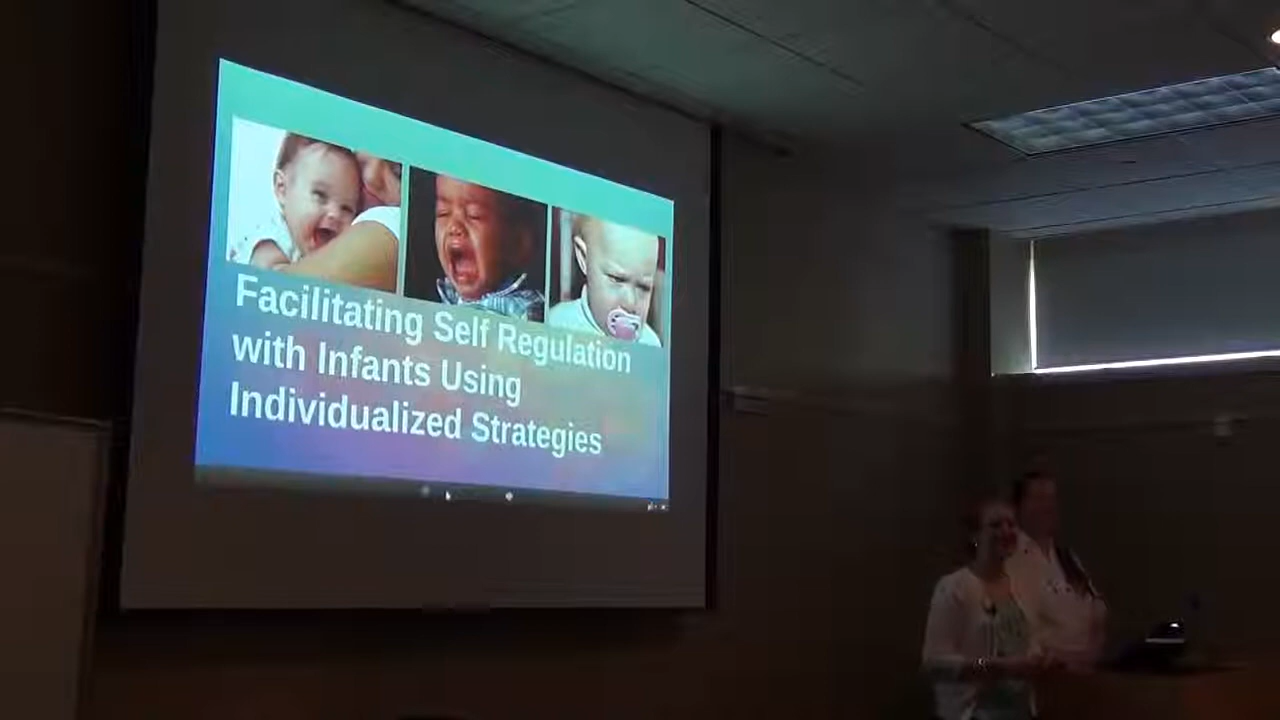 Facilitating Self Regulation
with Infants Using
Individualized Strategies